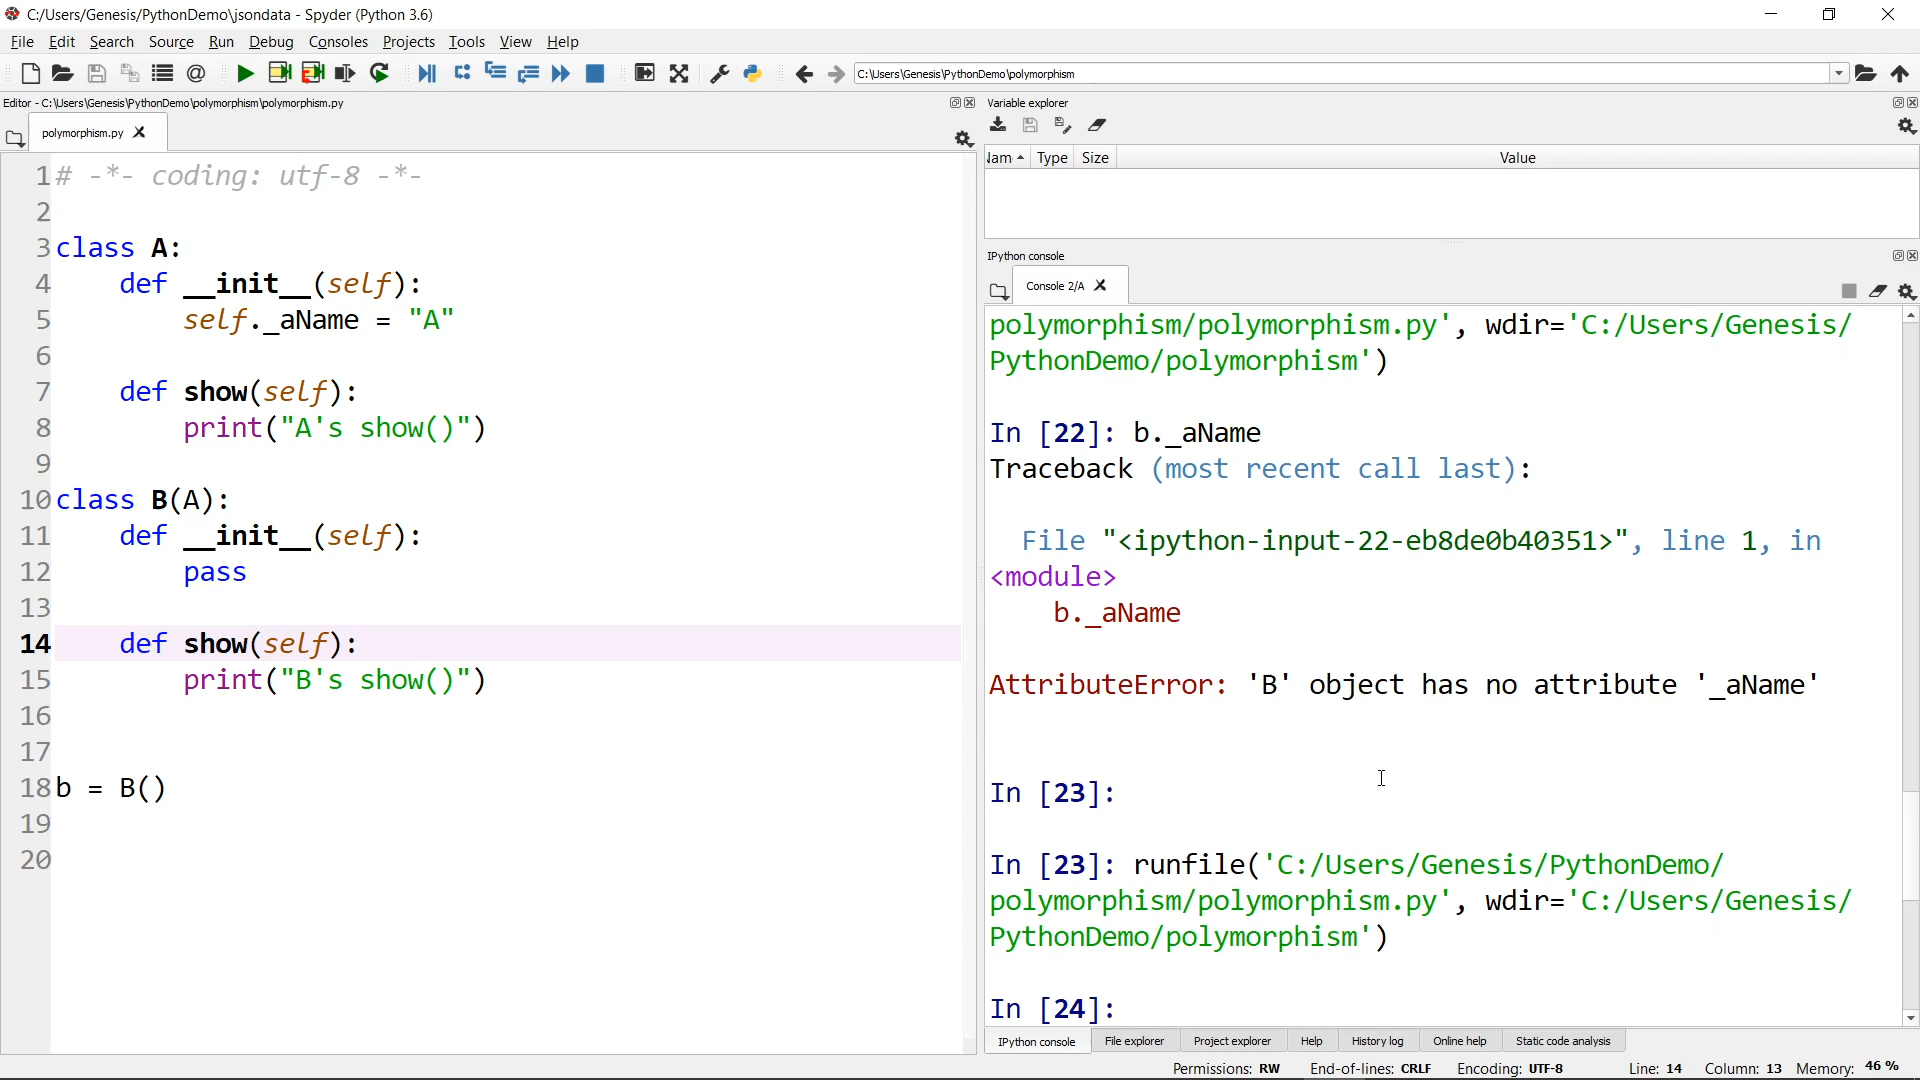 C:/Users/Genesis/PythonDemo\jsondata - Spyder (Python 3.6)
File Edit Search Source Run Debug Consoles Projects Tools View Help
C:\Users\Genesis\PythonDemo\polymorphism
Editor - C:\Users\Genesis\PythonDemo\polymorphism\polymorphism.py
polymorphism.py
1 # -*- coding: utf-8 -*-
2
3 class A:
4 def __init__(self):
5 self._aName = "A"
6
7 def show(self):
8 print("A's show()")
9
10 class B(A):
11 def __init__(self):
12 pass
13
14 def show(self):
15 print("B's show()")
16
17
18 b = B()
19
20
Variable explorer
Nam Type Size Value
IPython console
Console 2/A
polymorphism/polymorphism.py', wdir='C:/Users/Genesis/
PythonDemo/polymorphism')
In [22]: b._aName
Traceback (most recent call last):
File "<ipython-input-22-eb8de0b40351>", line 1, in
<module>
b._aName
AttributeError: 'B' object has no attribute '_aName'
In [23]:
In [23]: runfile('C:/Users/Genesis/PythonDemo/
polymorphism/polymorphism.py', wdir='C:/Users/Genesis/
PythonDemo/polymorphism')
In [24]:
IPython console File explorer Project explorer Help History log Online help Static code analysis
Permissions: RW End-of-lines: CRLF Encoding: UTF-8 Line: 14 Column: 13 Memory: 46 %